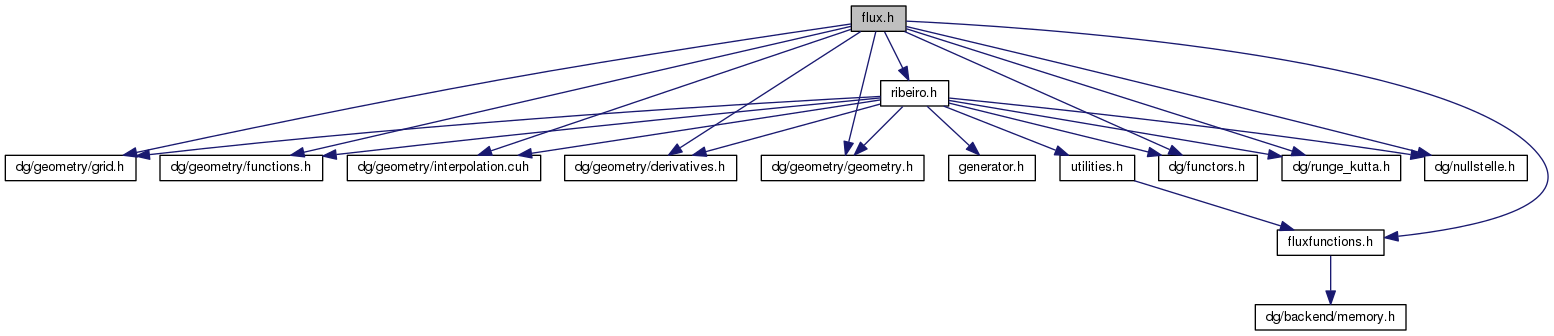 flux.h
ribeiro.h
dg/geometry/grid.h
dg/geometry/functions.h
dg/geometry/interpolation.cuh
dg/geometry/derivatives.h
dg/geometry/geometry.h
generator.h
utilities.h
dg/functors.h
dg/runge_kutta.h
dg/nullstelle.h
fluxfunctions.h
dg/backend/memory.h